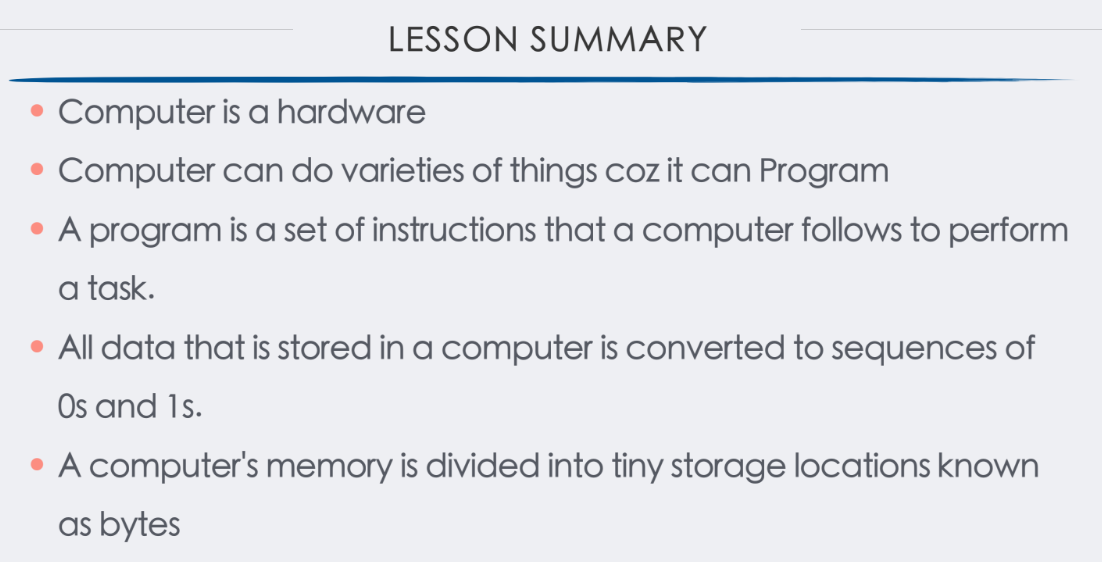 LESSON SUMMARY
• Computer is a hardware
• Computer can do varieties of things coz it can Program
• A program is a set of instructions that a computer follows to perform
a task.
• All data that is stored in a computer is converted to sequences of
0s and 1s.
• A computer's memory is divided into tiny storage locations known
as bytes